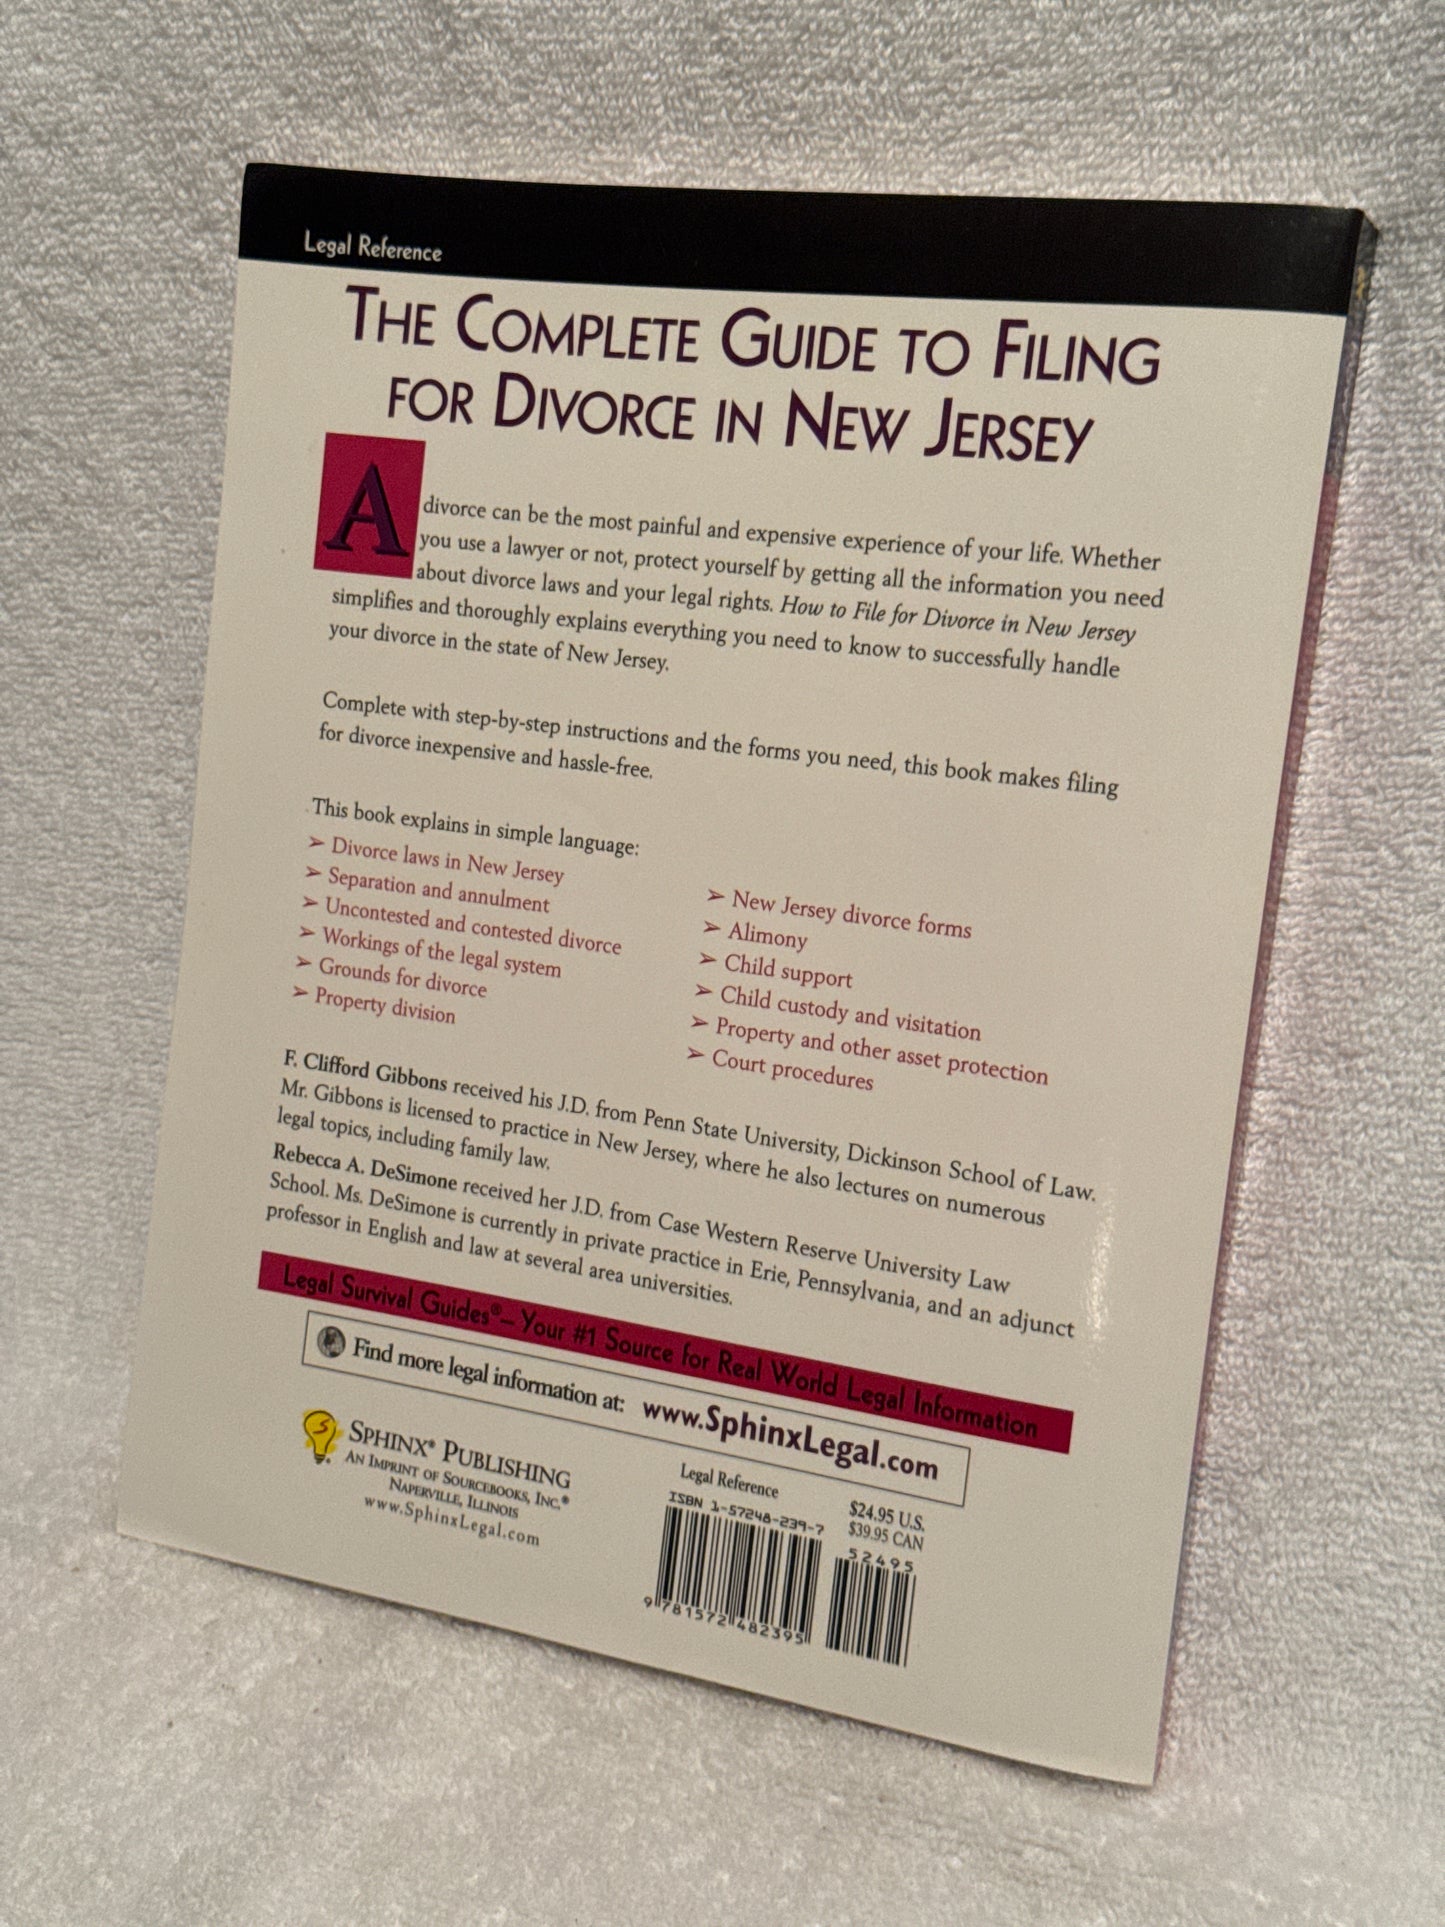 Legal Reference
THE COMPLETE GUIDE TO FILING
FOR DIVORCE IN NEW JERSEY
A divorce can be the most painful and expensive experience of your life. Whether
you use a lawyer or not, protect yourself by getting all the information you need
about divorce laws and your legal rights. How to File for Divorce in New Jersey
simplifies and thoroughly explains everything you need to know to successfully handle
your divorce in the state of New Jersey.
Complete with step-by-step instructions and the forms you need, this book makes filing
for divorce inexpensive and hassle-free.
This book explains in simple language:
➢ Divorce laws in New Jersey
➢ Separation and annulment
➢ Uncontested and contested divorce
➢ Workings of the legal system
➢ Grounds for divorce
➢ Property division
➢ New Jersey divorce forms
➢ Alimony
➢ Child support
➢ Child custody and visitation
➢ Property and other asset protection
➢ Court procedures
F. Clifford Gibbons received his J.D. from Penn State University, Dickinson School of Law.
Mr. Gibbons is licensed to practice in New Jersey, where he also lectures on numerous
legal topics, including family law.
Rebecca A. DeSimone received her J.D. from Case Western Reserve University Law
School. Ms. DeSimone is currently in private practice in Erie, Pennsylvania, and an adjunct
professor in English and law at several area universities.
Legal Survival Guides®– Your #1 Source for Real World Legal Information
Find more legal information at: www.SphinxLegal.com
SPHINX® PUBLISHING
AN IMPRINT OF SOURCEBOOKS, INC.®
NAPERVILLE, ILLINOIS
www.SphinxLegal.com
Legal Reference
ISBN 1-57248-239-7
$24.95 U.S.
$39.95 CAN
52495
9 781572 482395